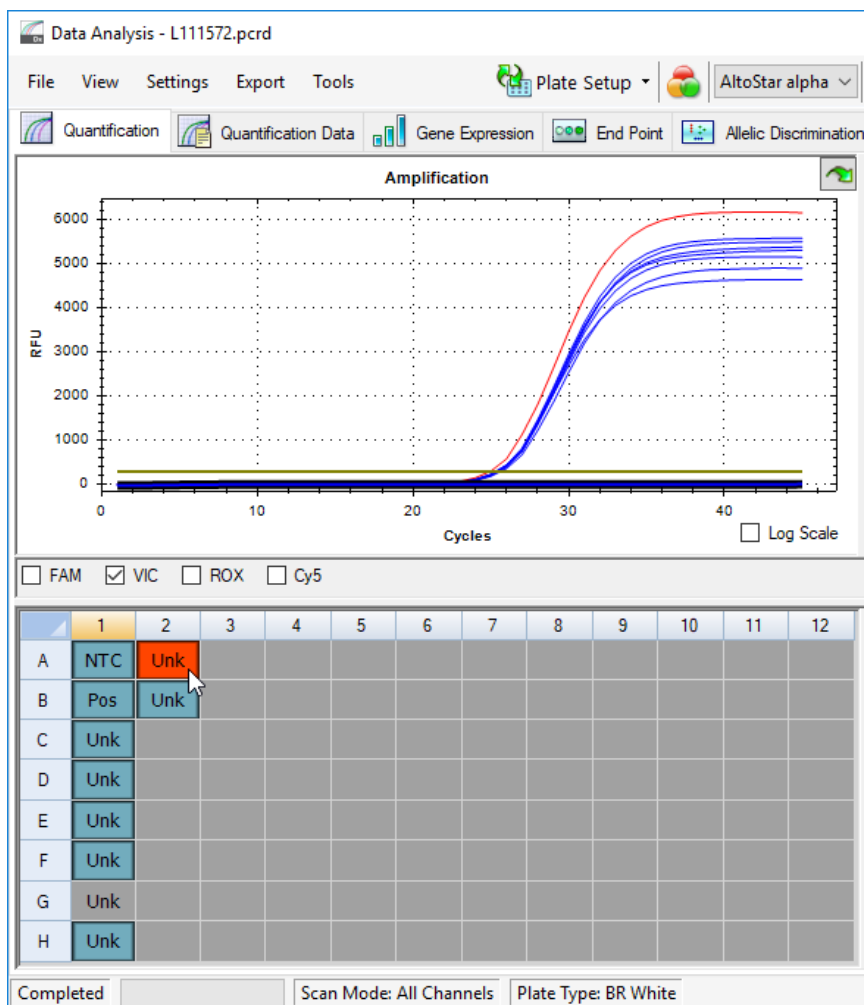 Data Analysis - L111572.pcrd
File View Settings Export Tools Plate Setup AltoStar alpha
Quantification Quantification Data Gene Expression End Point Allelic Discrimination
Amplification
6000
5000
4000
3000
2000
1000
0
RFU
0 10 20 30 40
Cycles
Log Scale
FAM VIC ROX Cy5
1 2 3 4 5 6 7 8 9 10 11 12
A NTC Unk
B Pos Unk
C Unk
D Unk
E Unk
F Unk
G Unk
H Unk
Completed Scan Mode: All Channels Plate Type: BR White